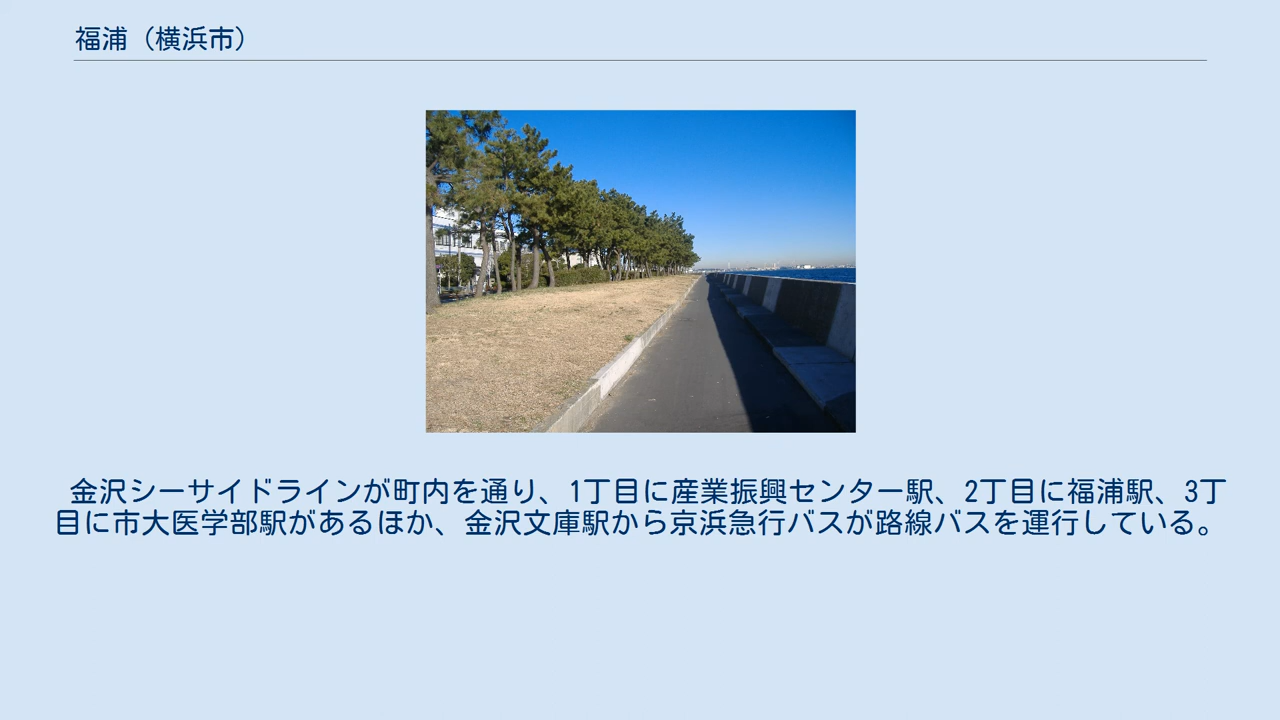 福浦（横浜市）
金沢シーサイドラインが町内を通り、1丁目に産業振興センター駅、2丁目に福浦駅、3丁
目に市大医学部駅があるほか、金沢文庫駅から京浜急行バスが路線バスを運行している。